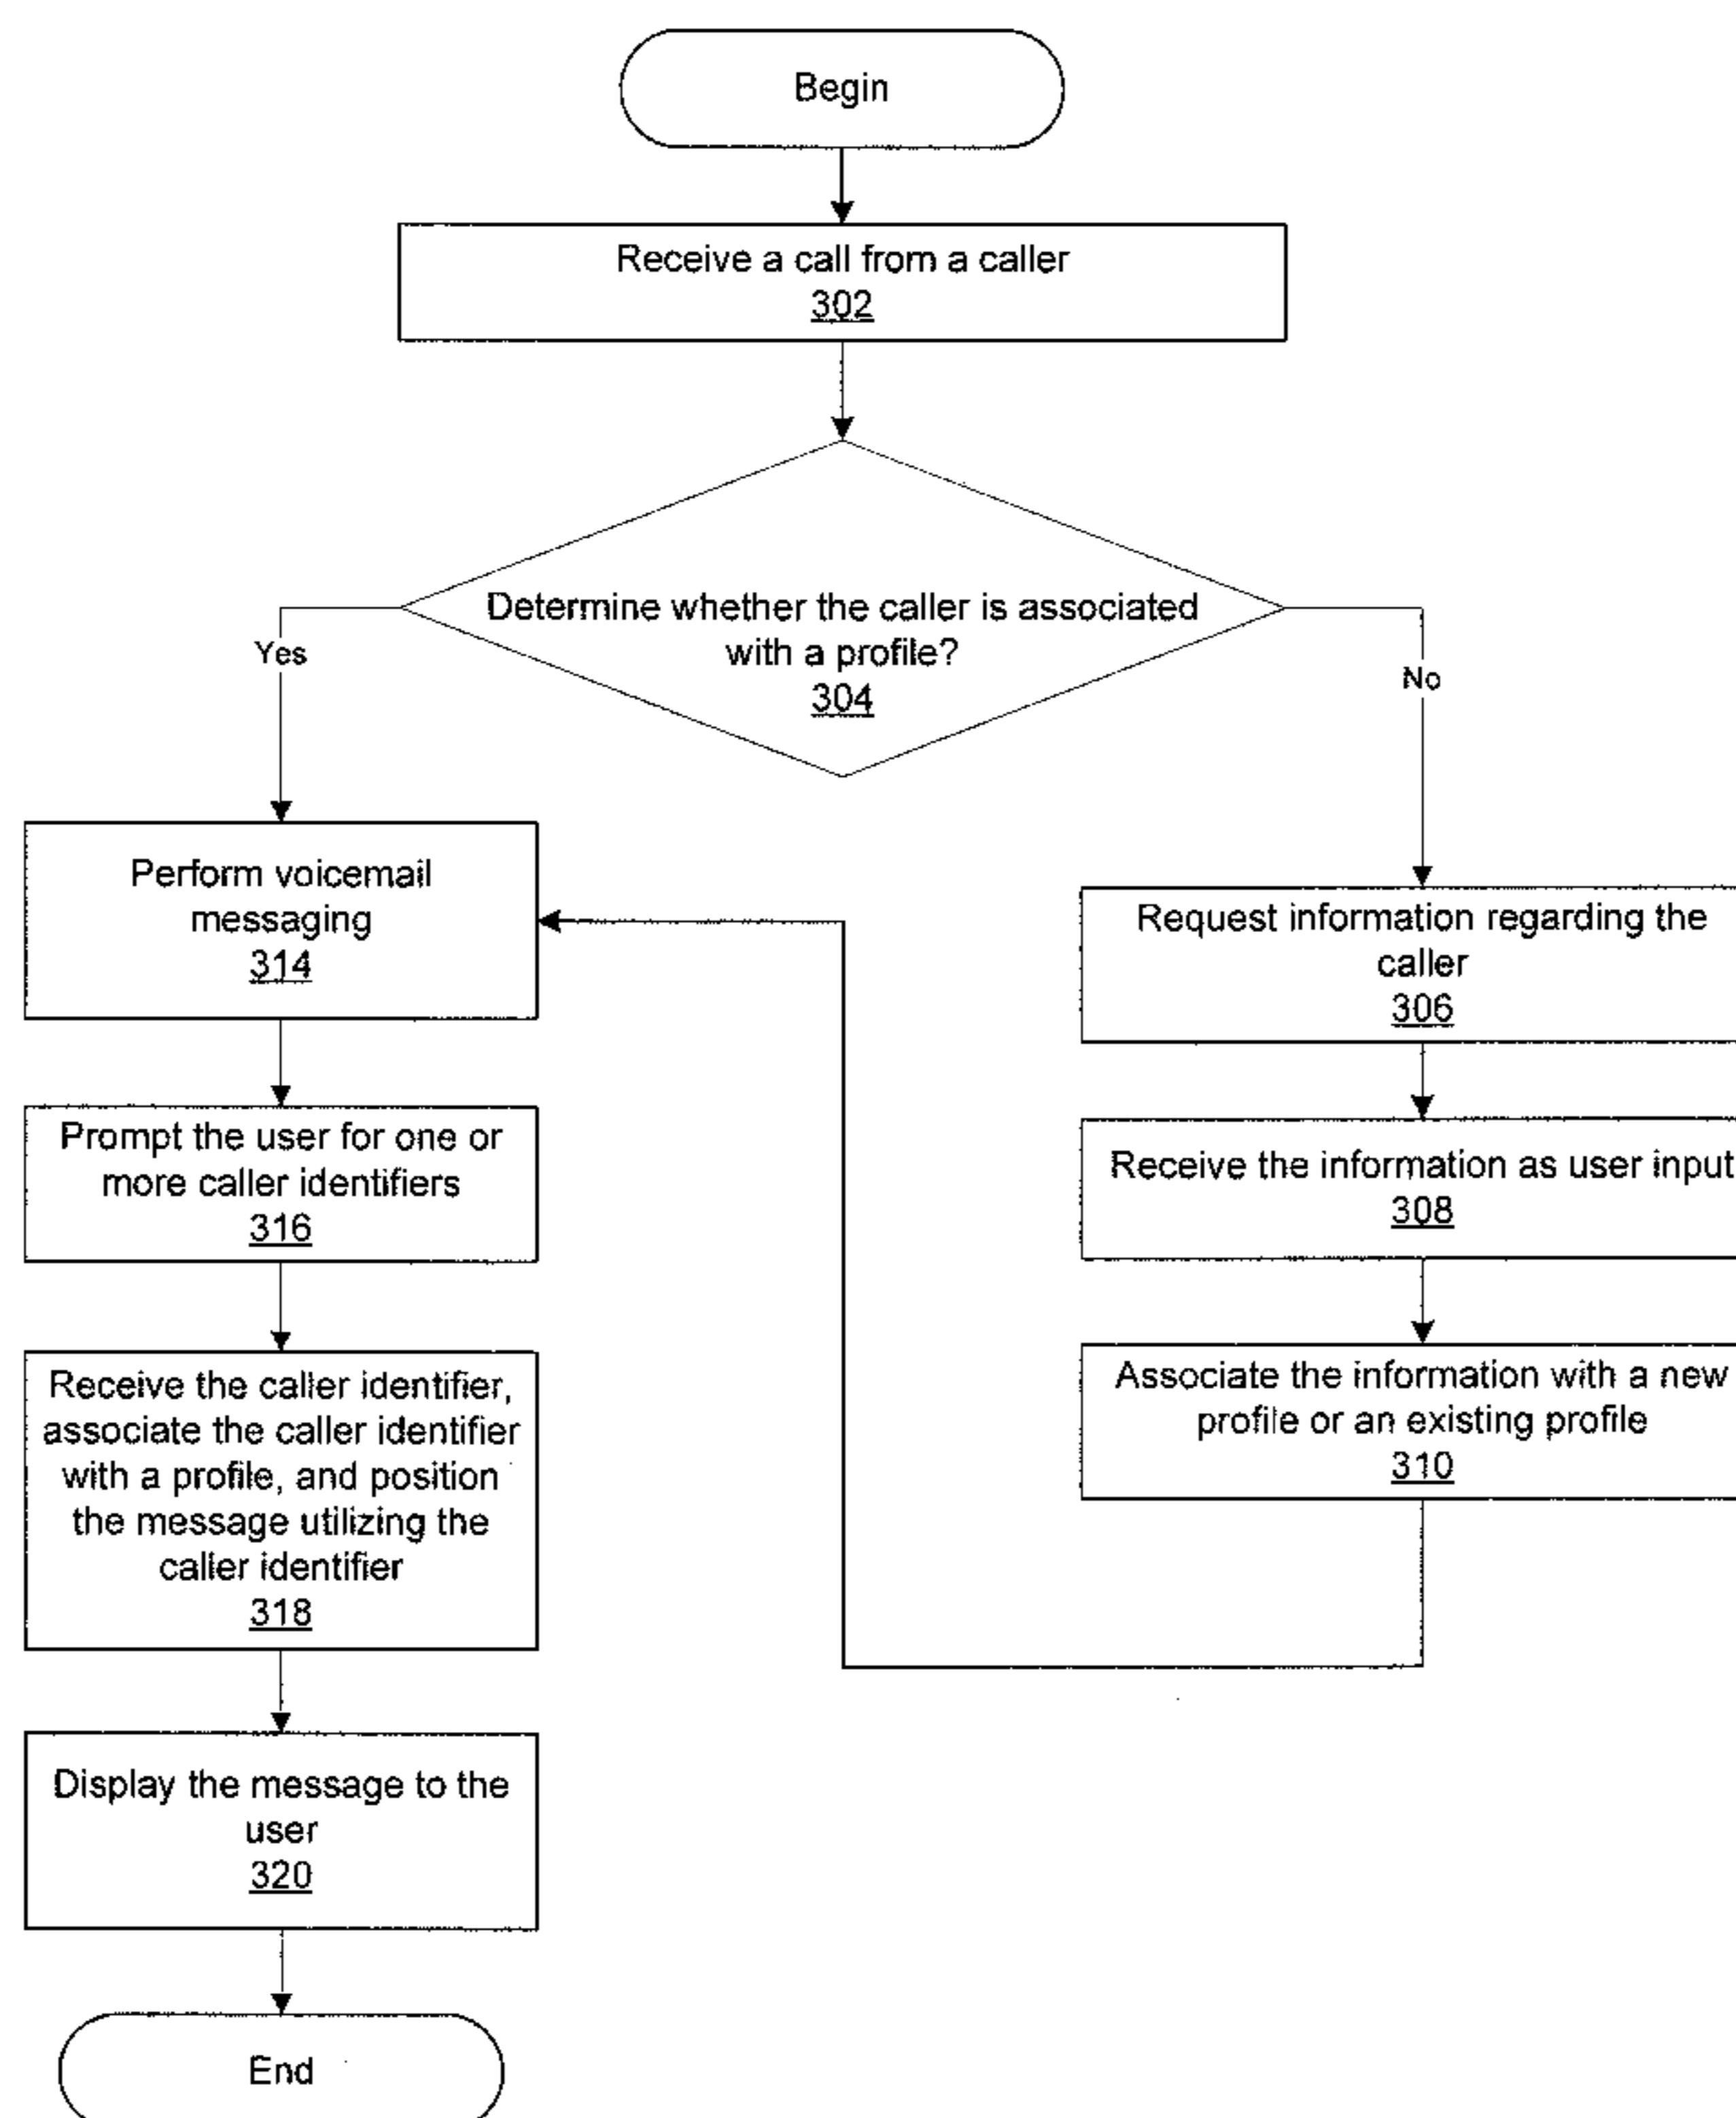 Begin
Receive a call from a caller
302
Determine whether the caller is associated
with a profile?
304
Yes
No
Perform voicemail
messaging
314
Request information regarding the
caller
306
Prompt the user for one or
more caller identifiers
316
Receive the information as user input
308
Receive the caller identifier,
associate the caller identifier
with a profile, and position
the message utilizing the
caller identifier
318
Associate the information with a new
profile or an existing profile
310
Display the message to the
user
320
End